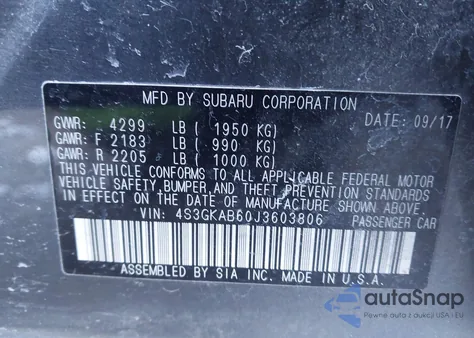 MFD BY SUBARU CORPORATION DATE: 09/17
GVWR: 4299 LB ( 1950 KG)
GAWR: F 2183 LB ( 990 KG)
GAWR: R 2205 LB ( 1000 KG)
THIS VEHICLE CONFORMS TO ALL APPLICABLE FEDERAL MOTOR
VEHICLE SAFETY, BUMPER, AND THEFT PREVENTION STANDARDS
IN EFFECT ON THE DATE OF MANUFACTURE SHOWN ABOVE.
VIN: 4S3GKAB60J3603806 PASSENGER CAR
ASSEMBLED BY SIA INC. MADE IN U.S.A.
autoSnap
Pewne auta z aukcji USA i EU